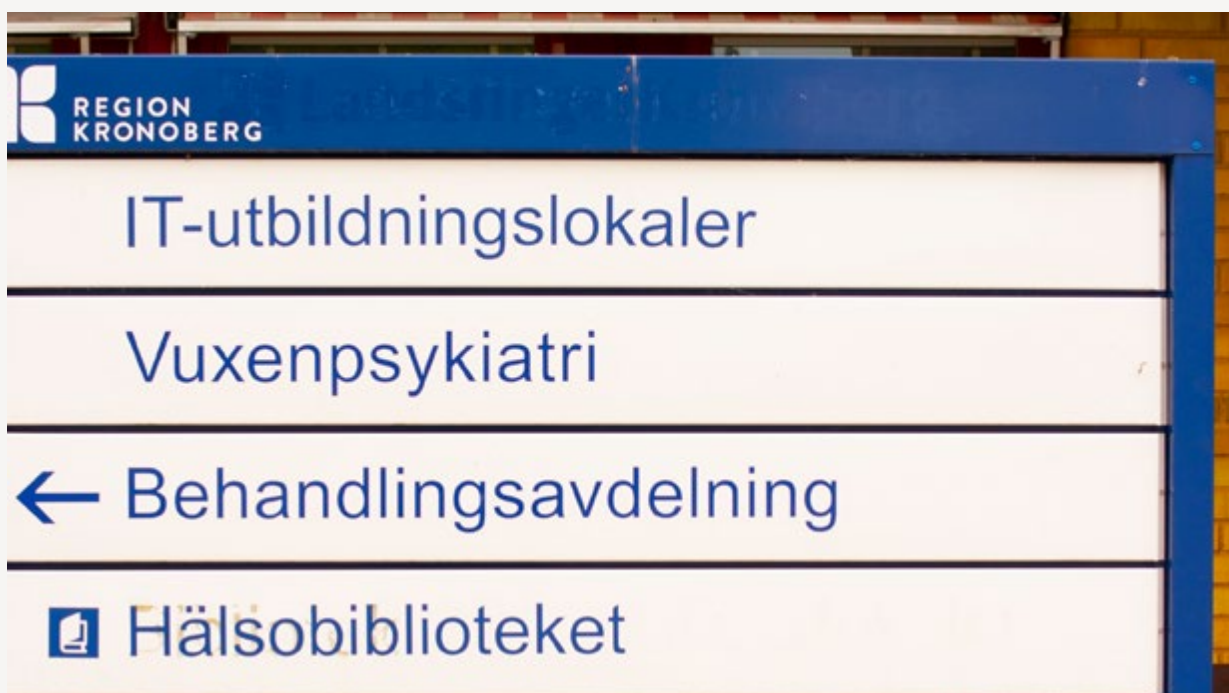 REGION
KRONOBERG
IT-utbildningslokaler
Vuxenpsykiatri
Behandlingsavdelning
Hälsobiblioteket